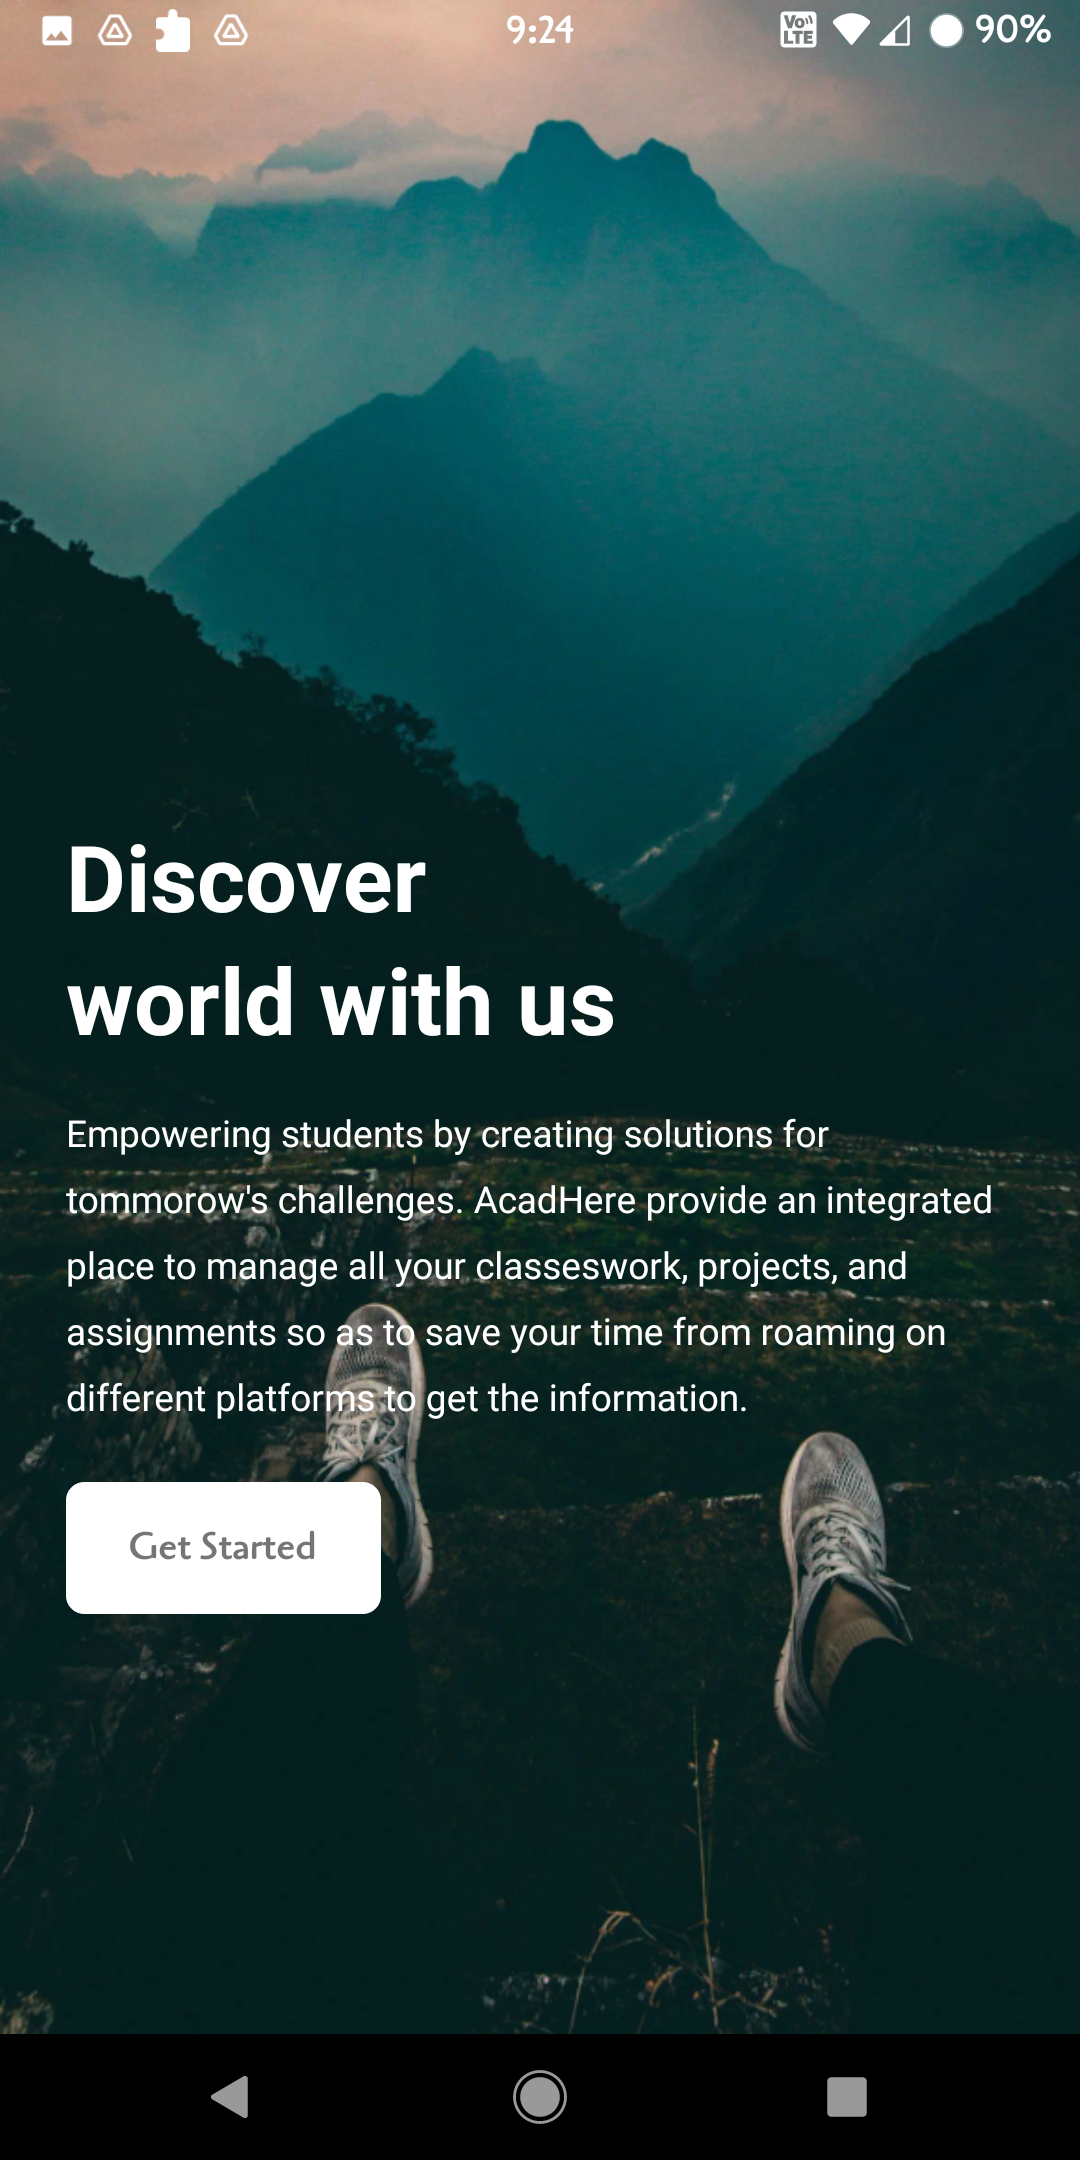 9:24
Vo LTE
90%
Discover
world with us
Empowering students by creating solutions for
tommorow's challenges. AcadHere provide an integrated
place to manage all your classeswork, projects, and
assignments so as to save your time from roaming on
different platforms to get the information.
Get Started